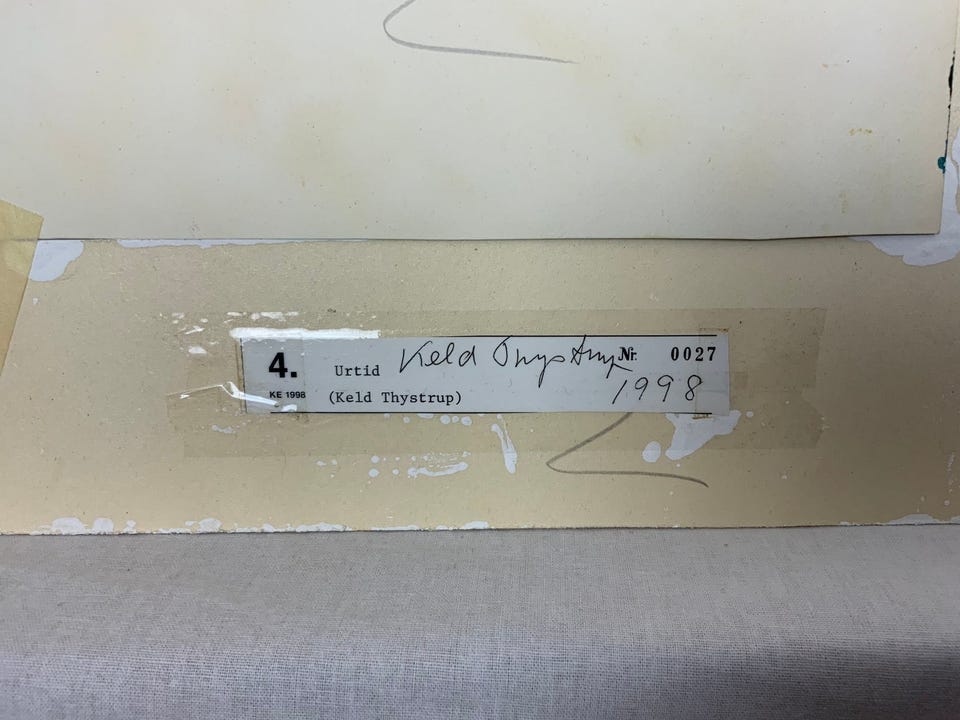 4. Urtid Keld Thystrup Nr. 0027
KE 1998 (Keld Thystrup) 1998